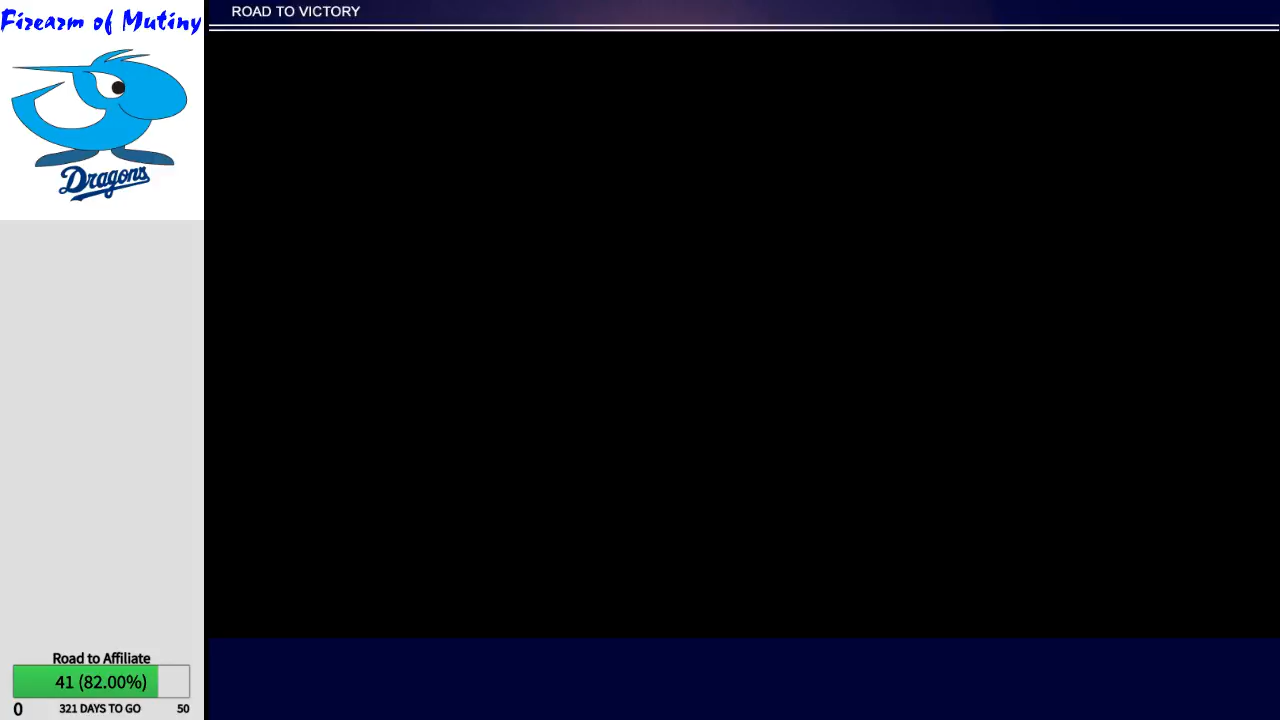 Firearm of Mutiny
Dragons
Road to Affiliate
41 (82.00%)
0
321 DAYS TO GO
50
ROAD TO VICTORY